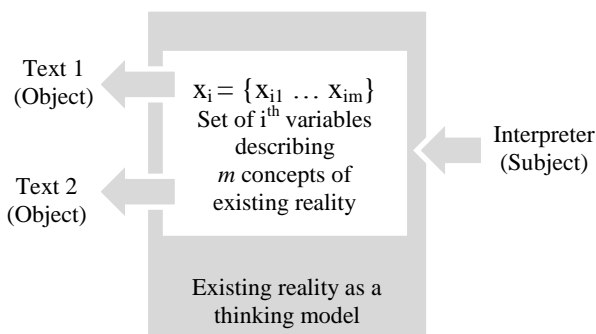 Text 1
(Object)
xᵢ = {xᵢ₁ … xᵢₘ}
Set of iᵗʰ variables
describing
m concepts of
existing reality
Text 2
(Object)
Interpreter
(Subject)
Existing reality as a
thinking model